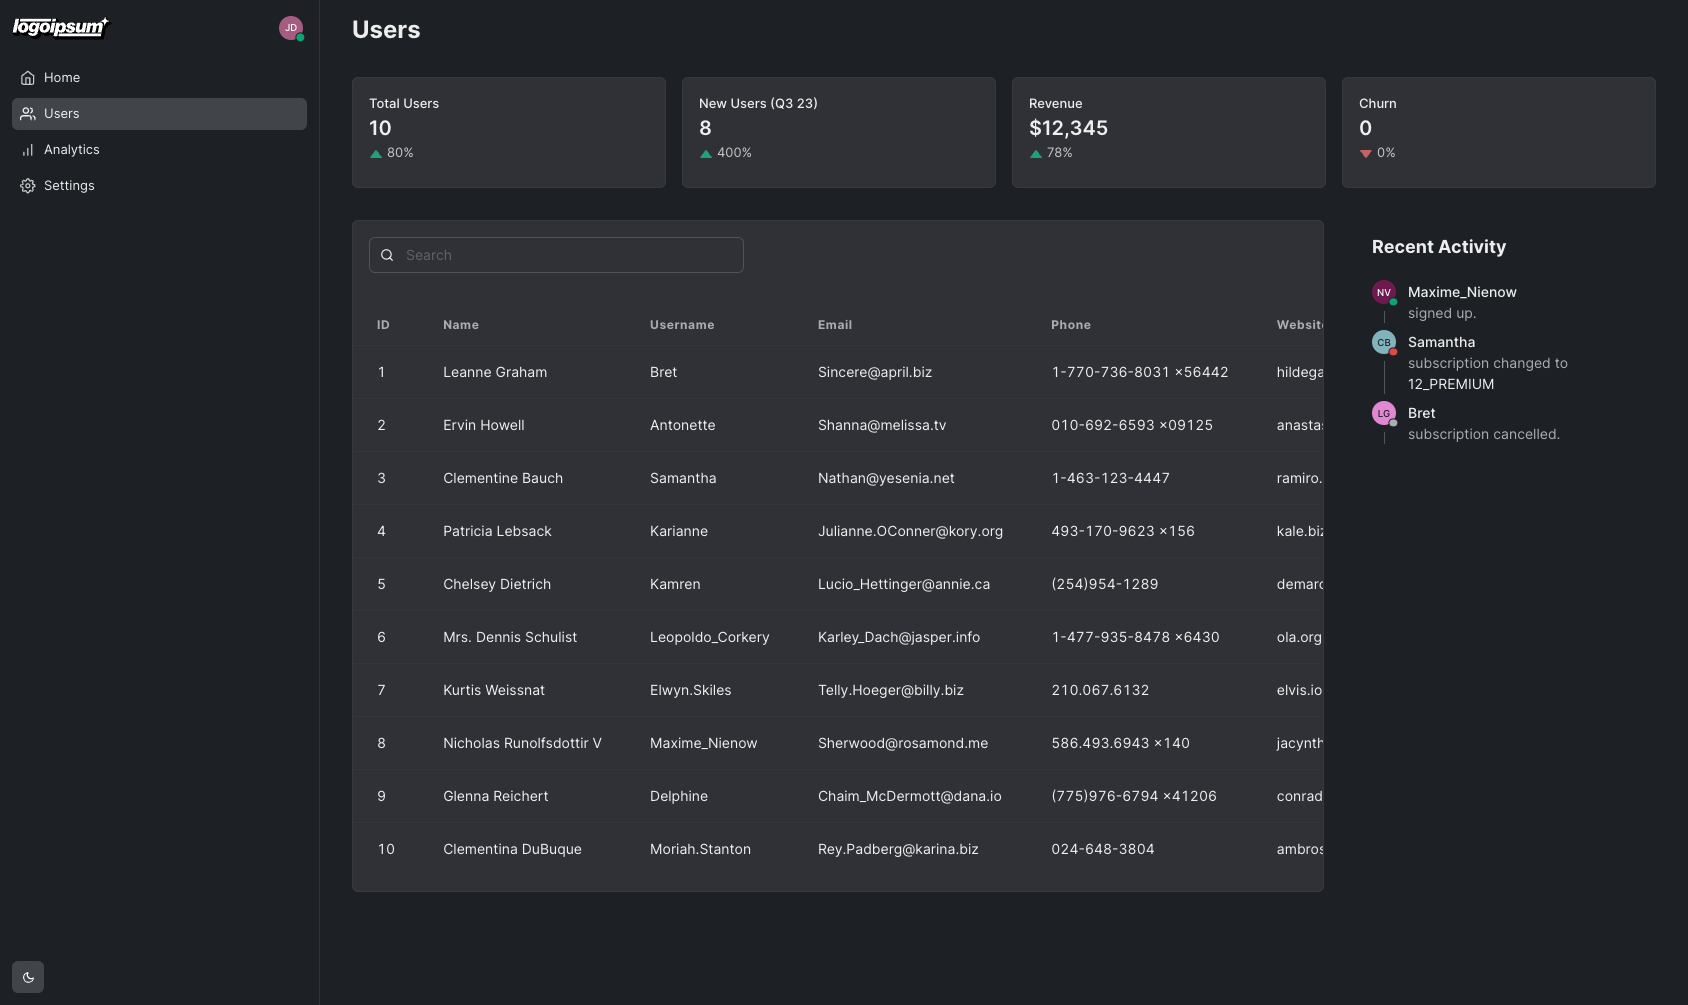 logoipsum
JD
Home
Users
Analytics
Settings
Users
Total Users
10
80%
New Users (Q3 23)
8
400%
Revenue
$12,345
78%
Churn
0
0%
Search
ID Name Username Email Phone Website
1 Leanne Graham Bret Sincere@april.biz 1-770-736-8031 x56442 hildega
2 Ervin Howell Antonette Shanna@melissa.tv 010-692-6593 x09125 anastas
3 Clementine Bauch Samantha Nathan@yesenia.net 1-463-123-4447 ramiro.
4 Patricia Lebsack Karianne Julianne.OConner@kory.org 493-170-9623 x156 kale.biz
5 Chelsey Dietrich Kamren Lucio_Hettinger@annie.ca (254)954-1289 demarc
6 Mrs. Dennis Schulist Leopoldo_Corkery Karley_Dach@jasper.info 1-477-935-8478 x6430 ola.org
7 Kurtis Weissnat Elwyn.Skiles Telly.Hoeger@billy.biz 210.067.6132 elvis.io
8 Nicholas Runolfsdottir V Maxime_Nienow Sherwood@rosamond.me 586.493.6943 x140 jacynth
9 Glenna Reichert Delphine Chaim_McDermott@dana.io (775)976-6794 x41206 conrad
10 Clementina DuBuque Moriah.Stanton Rey.Padberg@karina.biz 024-648-3804 ambros
Recent Activity
NV Maxime_Nienow
signed up.
CB Samantha
subscription changed to
12_PREMIUM
LG Bret
subscription cancelled.